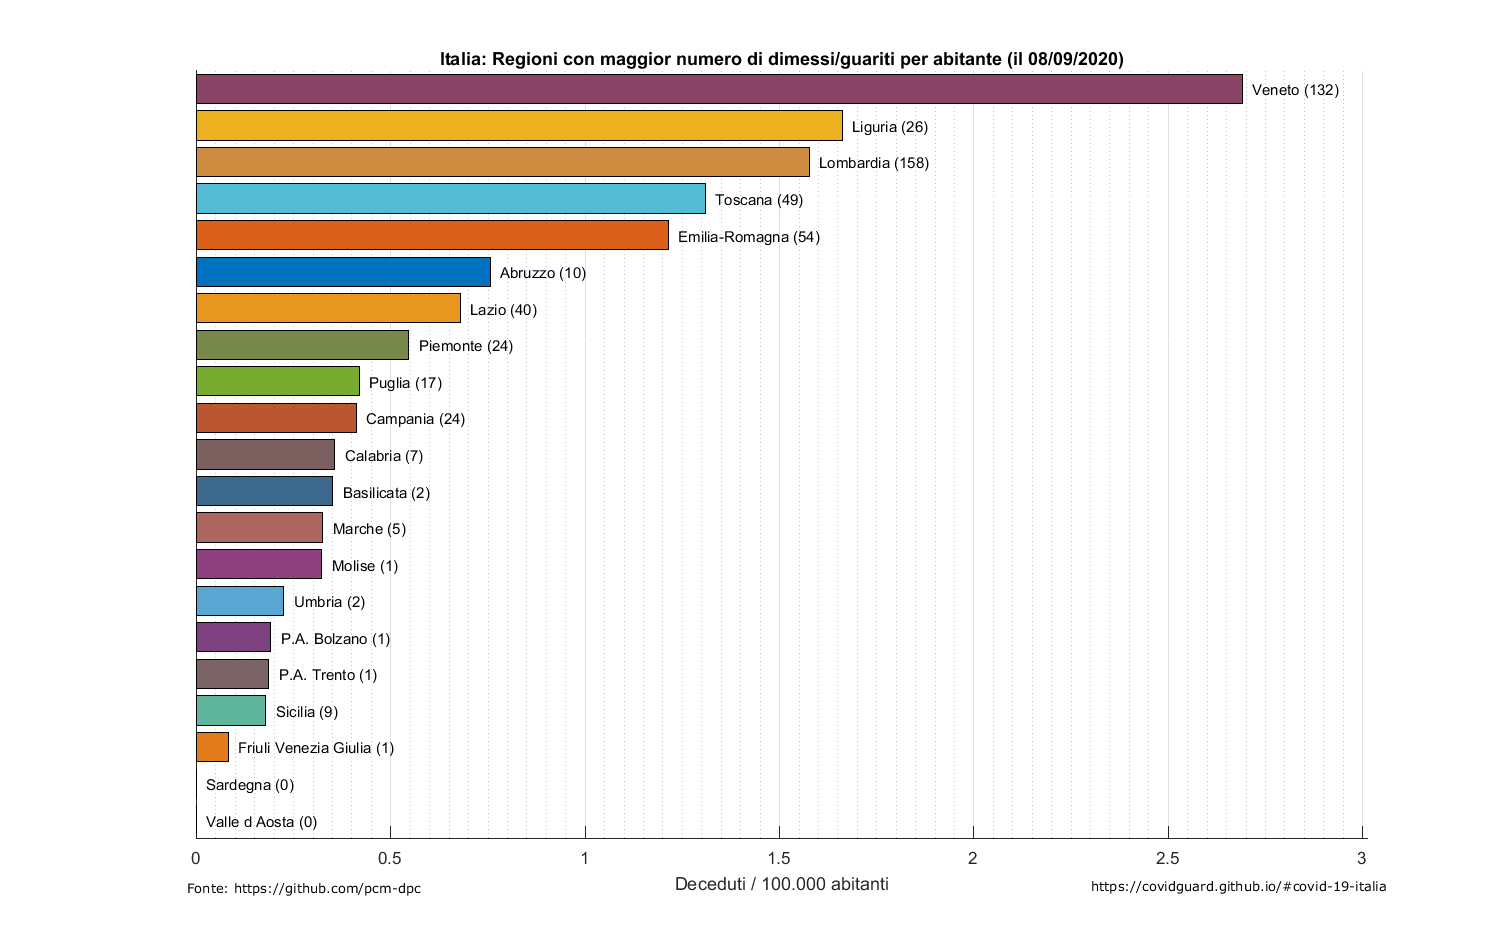 Italia: Regioni con maggior numero di dimessi/guariti per abitante (il 08/09/2020)
Veneto (132)
Liguria (26)
Lombardia (158)
Toscana (49)
Emilia-Romagna (54)
Abruzzo (10)
Lazio (40)
Piemonte (24)
Puglia (17)
Campania (24)
Calabria (7)
Basilicata (2)
Marche (5)
Molise (1)
Umbria (2)
P.A. Bolzano (1)
P.A. Trento (1)
Sicilia (9)
Friuli Venezia Giulia (1)
Sardegna (0)
Valle d Aosta (0)
0 0.5 1 1.5 2 2.5 3
Deceduti / 100.000 abitanti
Fonte: https://github.com/pcm-dpc
https://covidguard.github.io/#covid-19-italia